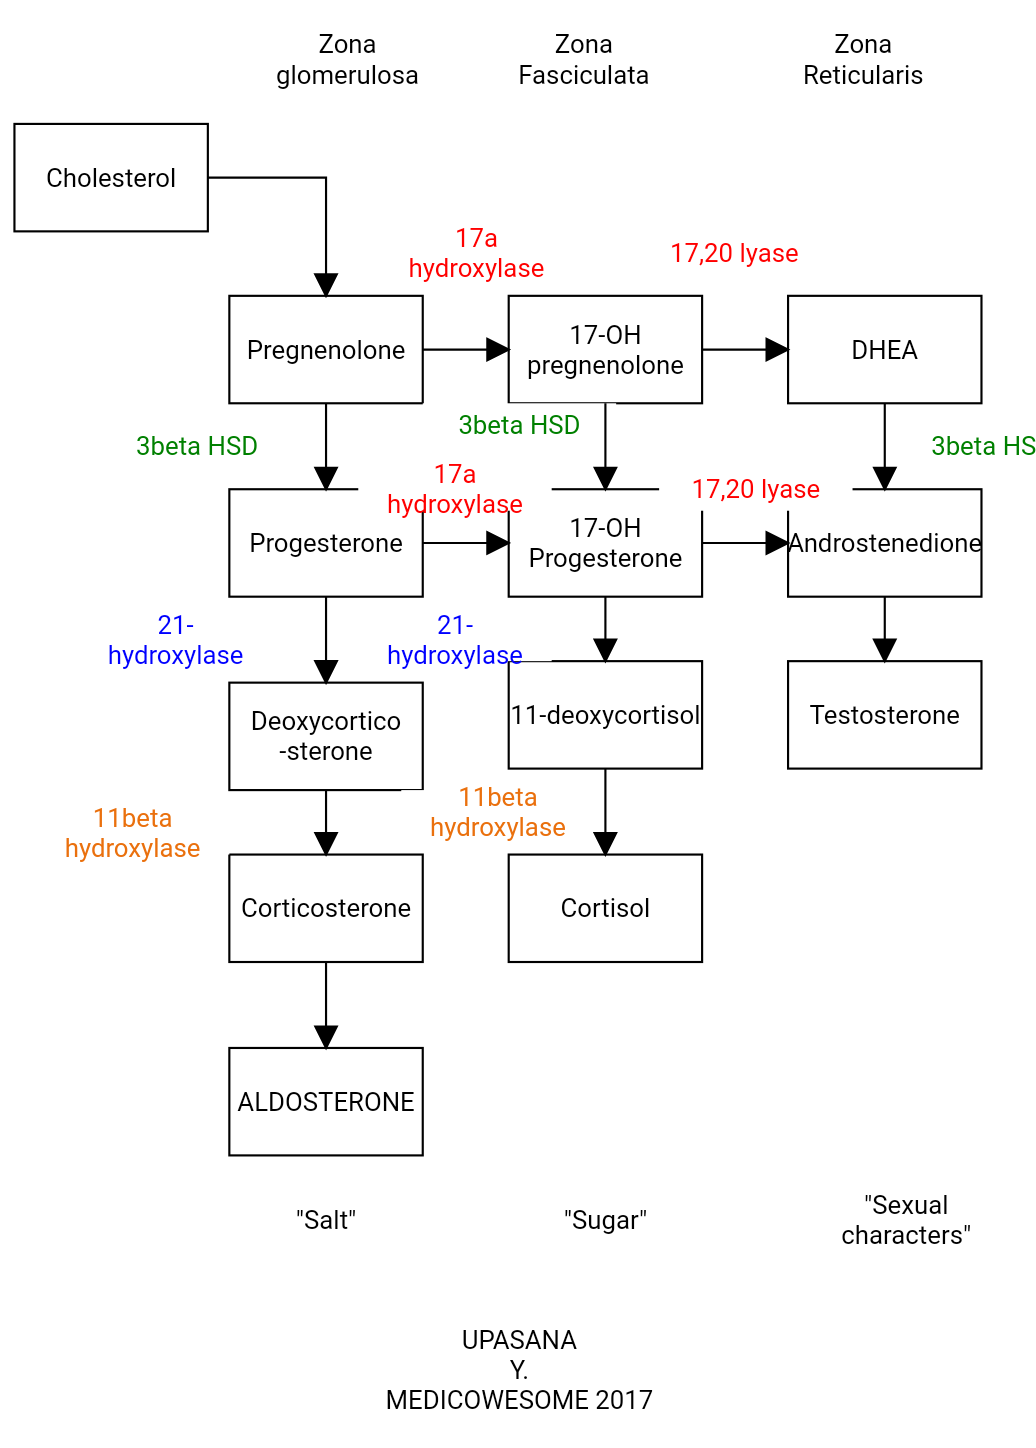 Zona
glomerulosa
Zona
Fasciculata
Zona
Reticularis
Cholesterol
17a
hydroxylase
17,20 lyase
Pregnenolone
17-OH
pregnenolone
DHEA
3beta HSD
3beta HSD
3beta HS
17a
hydroxylase
17,20 lyase
Progesterone
17-OH
Progesterone
Androstenedione
21-
hydroxylase
21-
hydroxylase
Deoxycortico
-sterone
11-deoxycortisol
Testosterone
11beta
hydroxylase
11beta
hydroxylase
Corticosterone
Cortisol
ALDOSTERONE
"Salt"
"Sugar"
"Sexual
characters"
UPASANA
Y.
MEDICOWESOME 2017